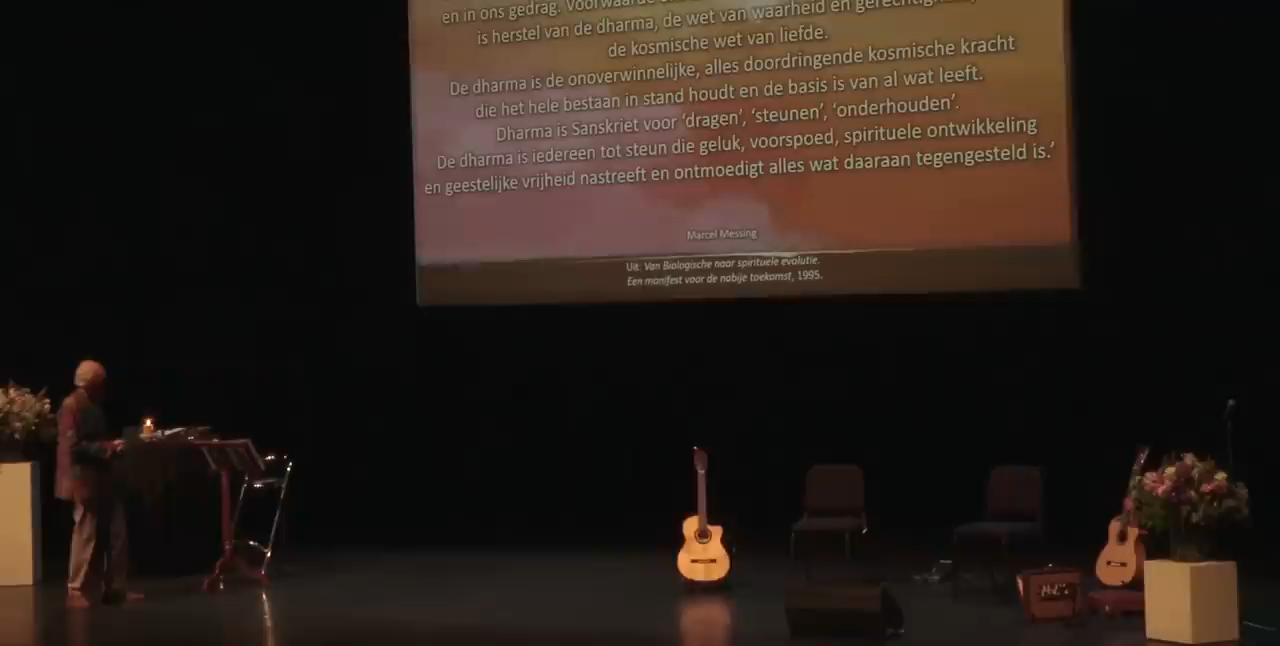 en in ons gedrag. Voorwaarde
is herstel van de dharma, de wet van waarheid en
de kosmische wet van liefde.
De dharma is de onoverwinnelijke, alles doordringende kosmische kracht
die het hele bestaan in stand houdt en de basis is van al wat leeft.
Dharma is Sanskriet voor ‘dragen’, ‘steunen’, ‘onderhouden’.
De dharma is iedereen tot steun die geluk, voorspoed, spirituele ontwikkeling
en geestelijke vrijheid nastreeft en ontmoedigt alles wat daaraan tegengesteld is.’
Marcel Messing
Uit: Van Biologische naar spirituele evolutie.
Een manifest voor de nabije toekomst, 1995.